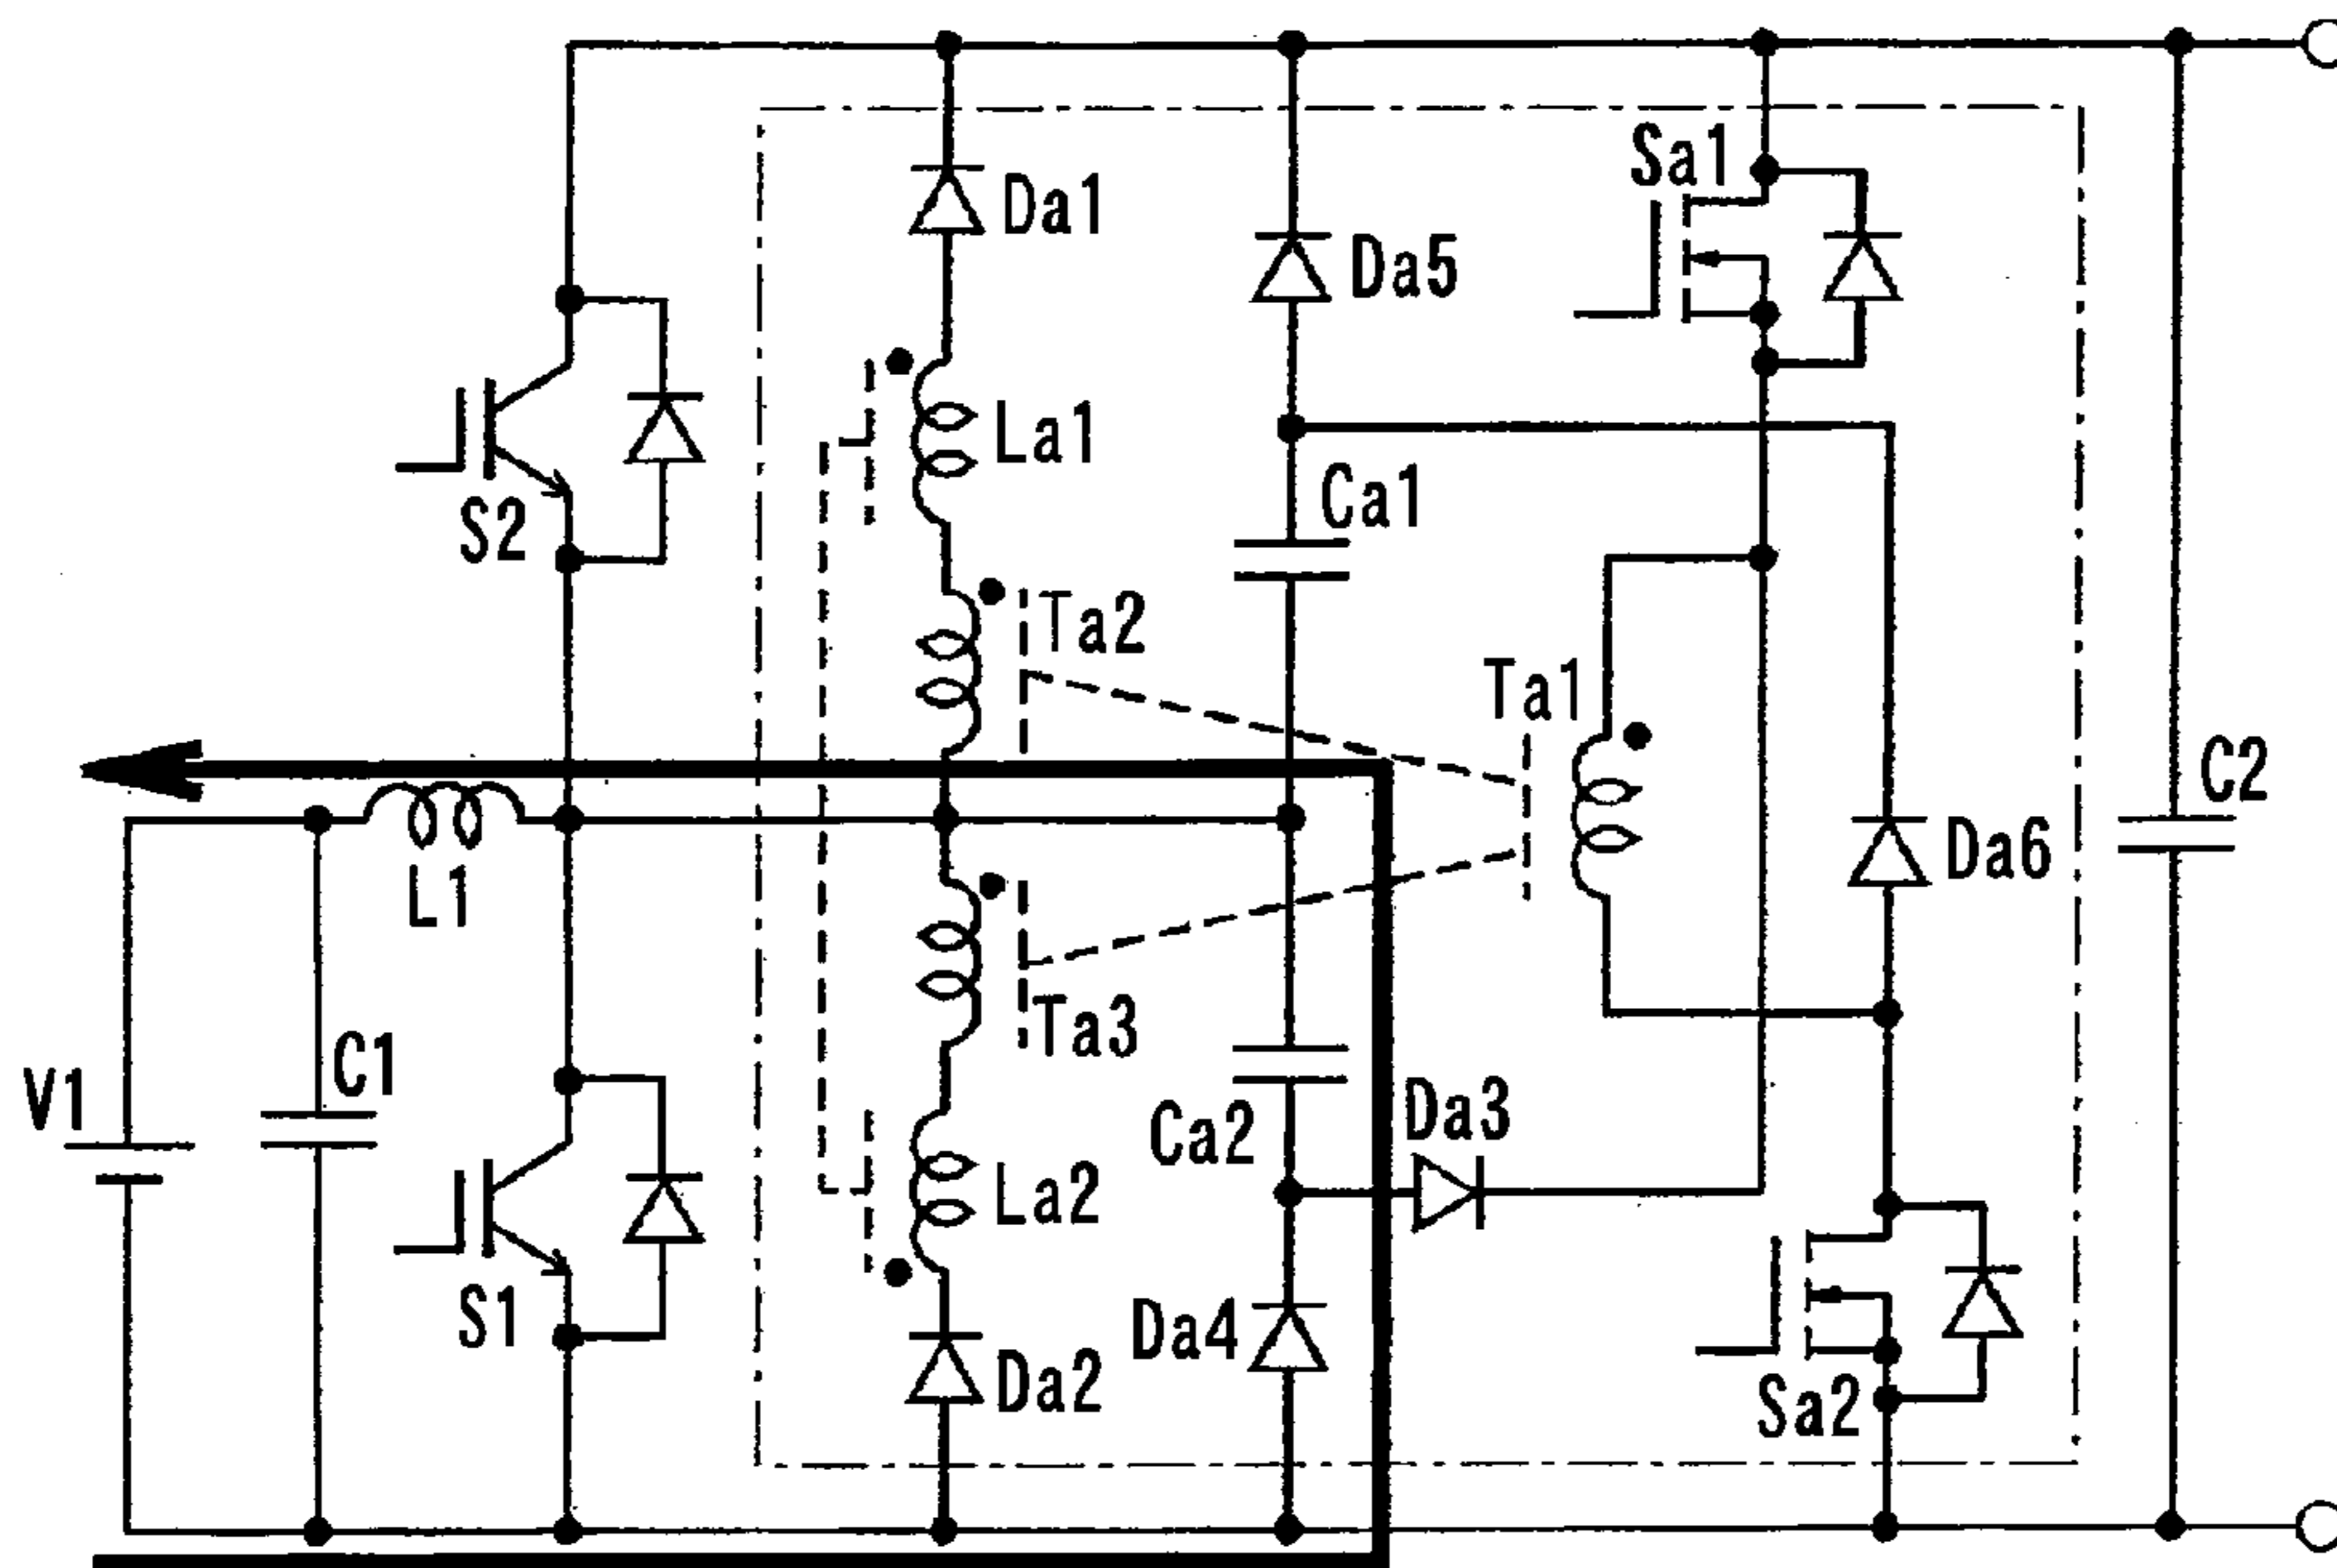 Sa1
Da1
Da5
La1
Ca1
S2
Ta2
Ta1
C2
Da6
L1
Ta3
C1
V1
Da3
Ca2
La2
S1
Da4
Da2
Sa2